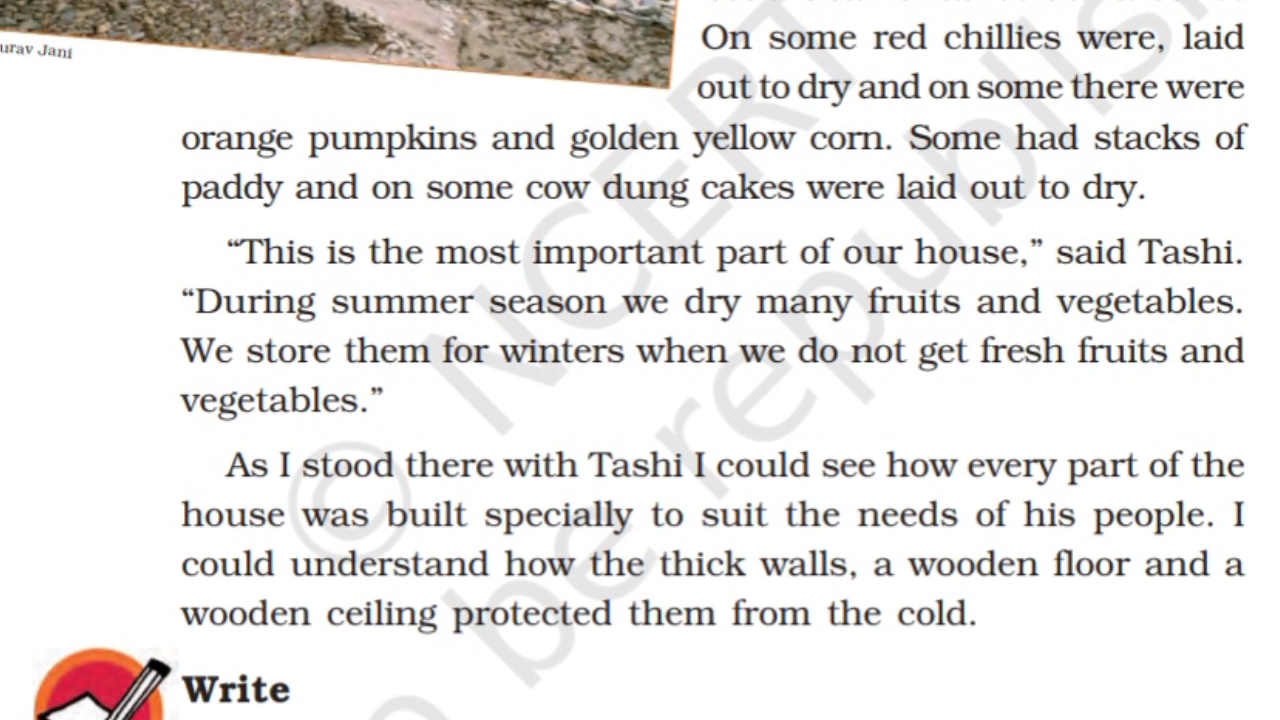 urav Jani
On some red chillies were, laid
out to dry and on some there were
orange pumpkins and golden yellow corn. Some had stacks of
paddy and on some cow dung cakes were laid out to dry.
“This is the most important part of our house,” said Tashi.
“During summer season we dry many fruits and vegetables.
We store them for winters when we do not get fresh fruits and
vegetables.”
As I stood there with Tashi I could see how every part of the
house was built specially to suit the needs of his people. I
could understand how the thick walls, a wooden floor and a
wooden ceiling protected them from the cold.
Write
© NCERT
be republis